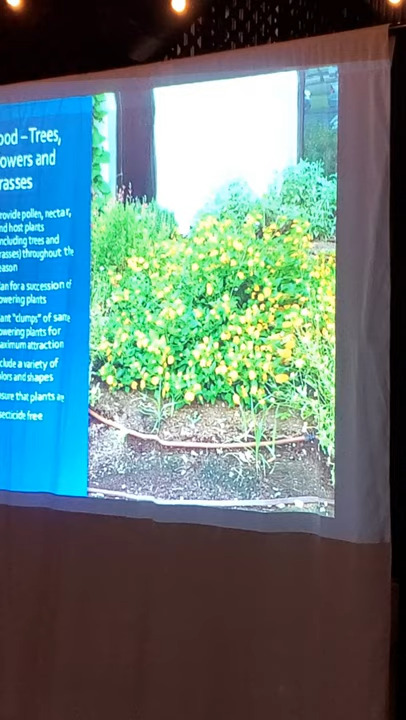 ood – Trees,
owers and
rasses
rovide pollen, nectar,
nd host plants
ncluding trees and
rasses) throughout the
eason
an for a succession of
owering plants
ant "clumps" of same
owering plants for
aximum attraction
clude a variety of
olors and shapes
sure that plants are
secticide free